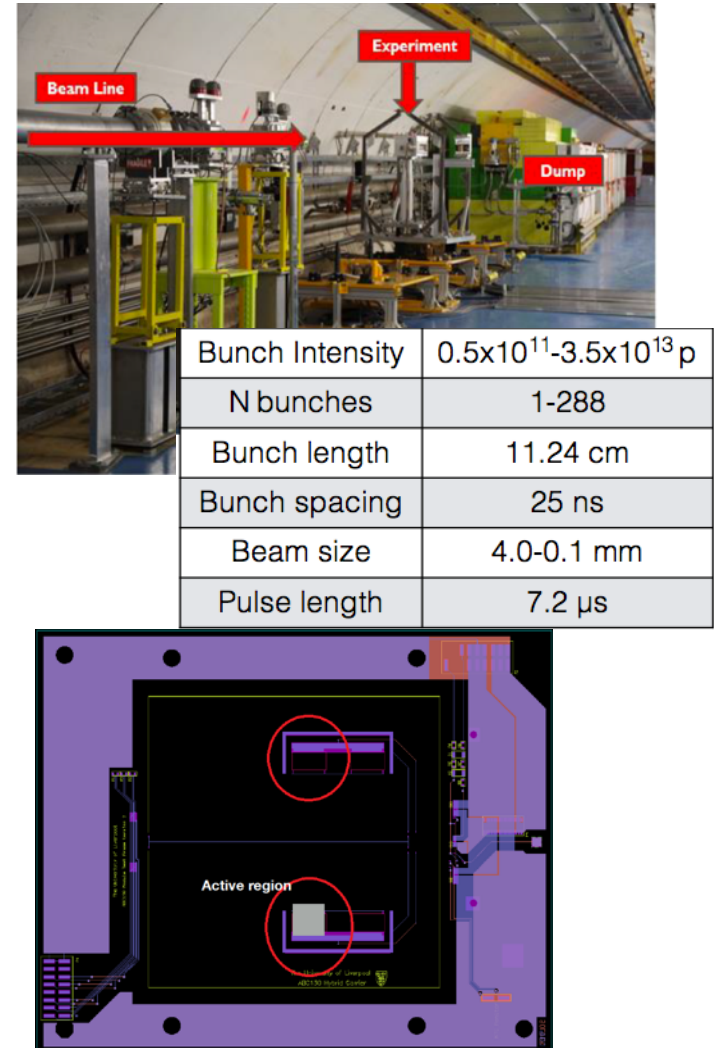 Experiment
Beam Line
Dump
Bunch Intensity 0.5x10¹¹-3.5x10¹³ p
N bunches 1-288
Bunch length 11.24 cm
Bunch spacing 25 ns
Beam size 4.0-0.1 mm
Pulse length 7.2 µs
Active region
The University of Liverpool
ABC130 Hybrid Carrier